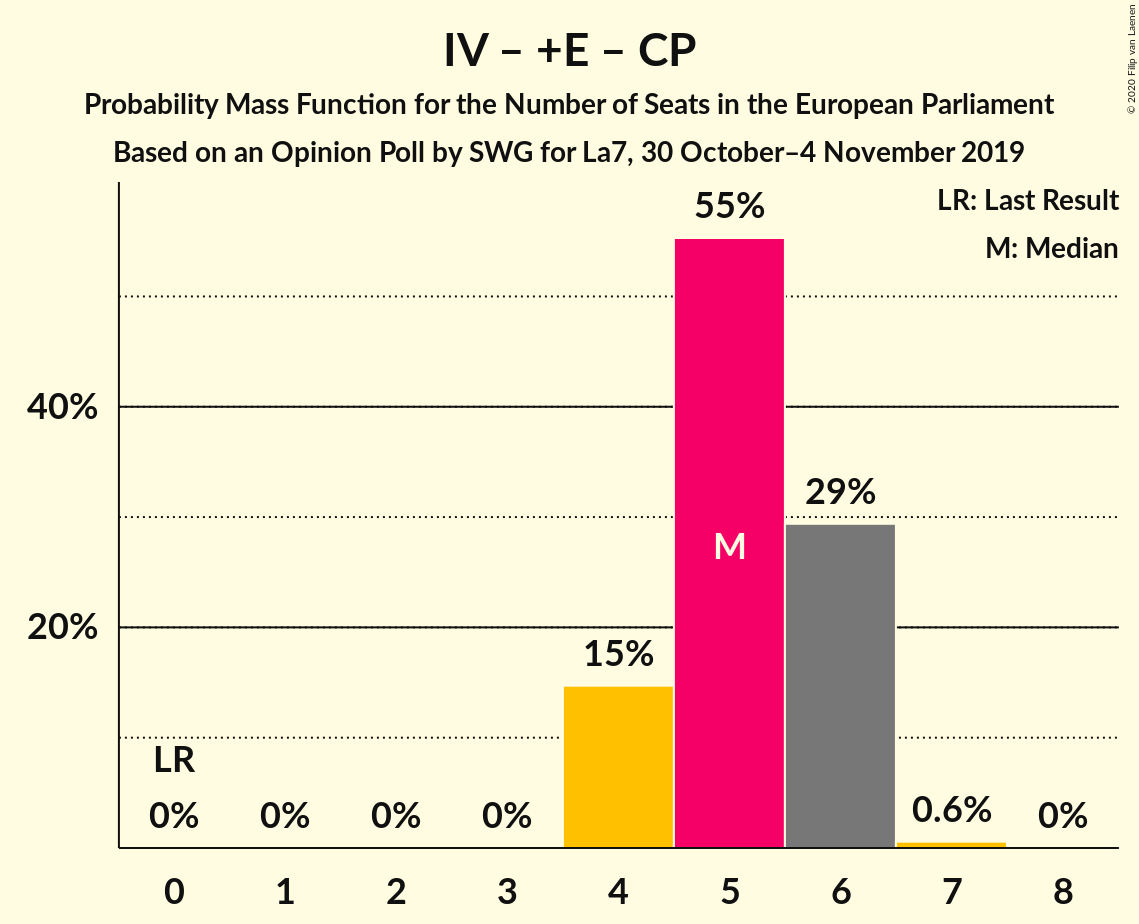 IV – +E – CP
Probability Mass Function for the Number of Seats in the European Parliament
Based on an Opinion Poll by SWG for La7, 30 October–4 November 2019
© 2020 Filip van Laenen
LR: Last Result
M: Median
55%
40%
29%
M
20%
15%
LR
0% 0% 0% 0% 0.6% 0%
0 1 2 3 4 5 6 7 8